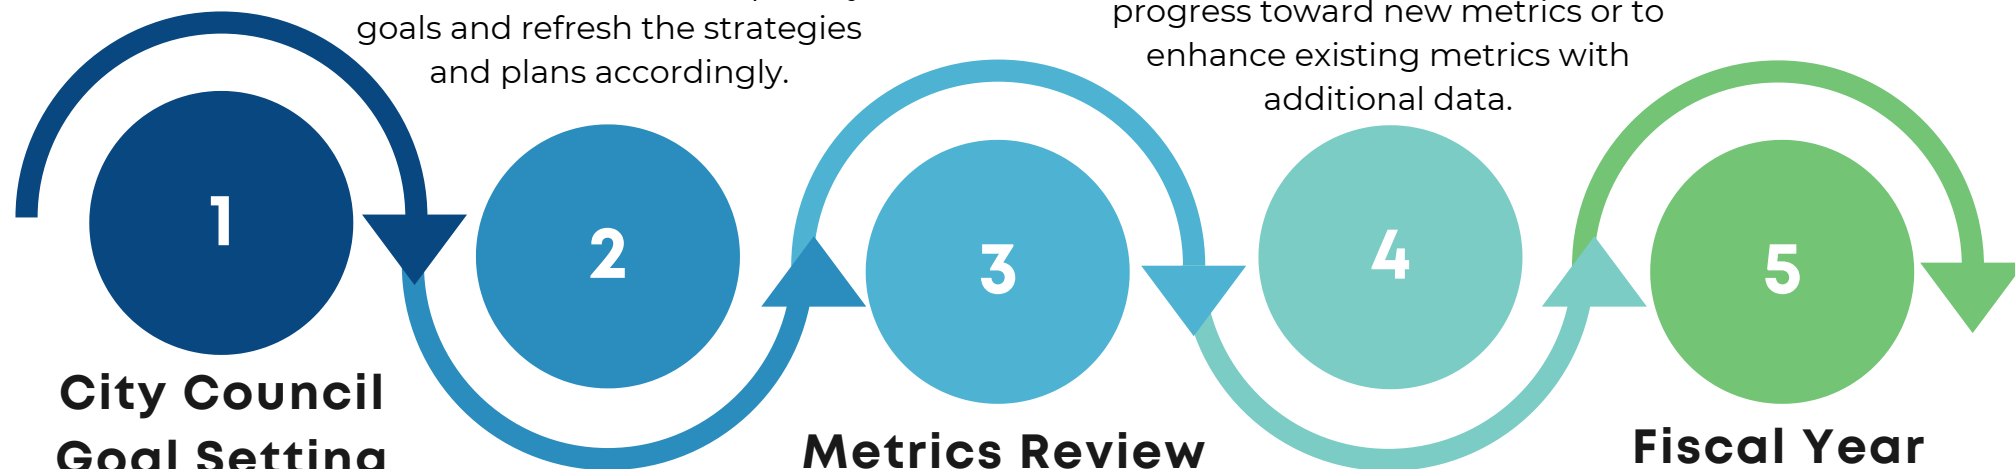 goals and refresh the strategies
and plans accordingly.
progress toward new metrics or to
enhance existing metrics with
additional data.
1
2
3
4
5
City Council
Goal Setting
Metrics Review
Fiscal Year